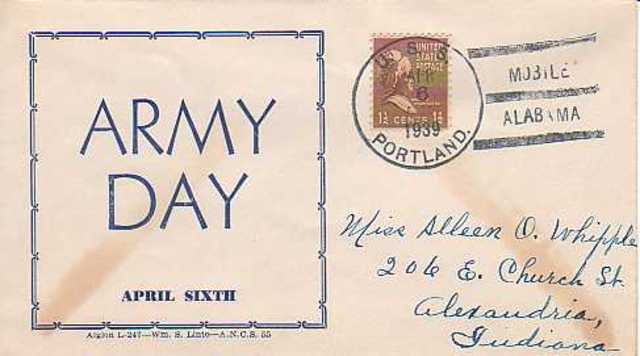 ARMY
DAY
APRIL SIXTH
L-247—Wm. S. Linto—A.N.C.S. 55
UNITED
STATES
POSTAGE
1½ CENTS 1½
U.S.S.
APR
6
1939
PORTLAND.
MOBILE
ALABAMA
Miss Alleen O. Whipple
206 E. Church St.
Alexandria,
Indiana